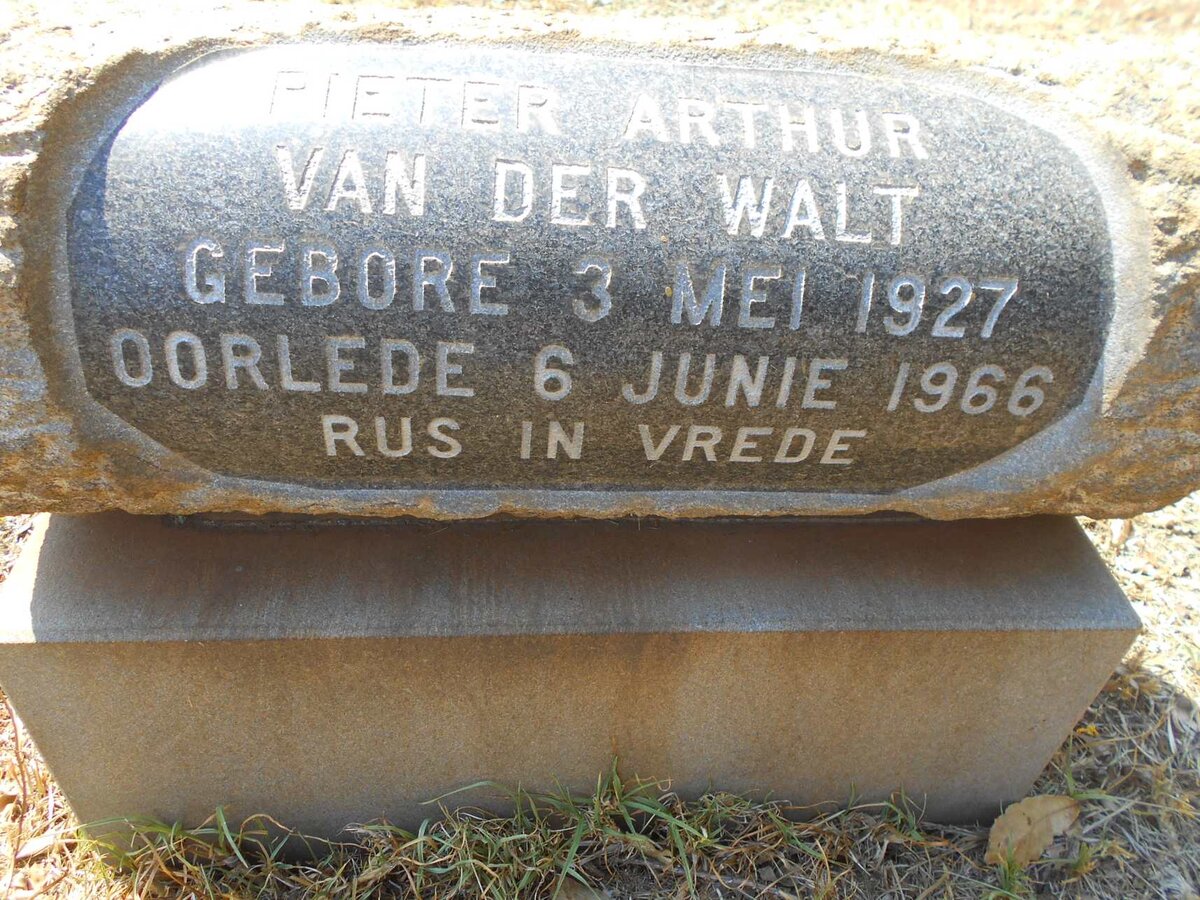 PIETER ARTHUR
VAN DER WALT
GEBORE 3 MEI 1927
OORLEDE 6 JUNIE 1966
RUS IN VREDE